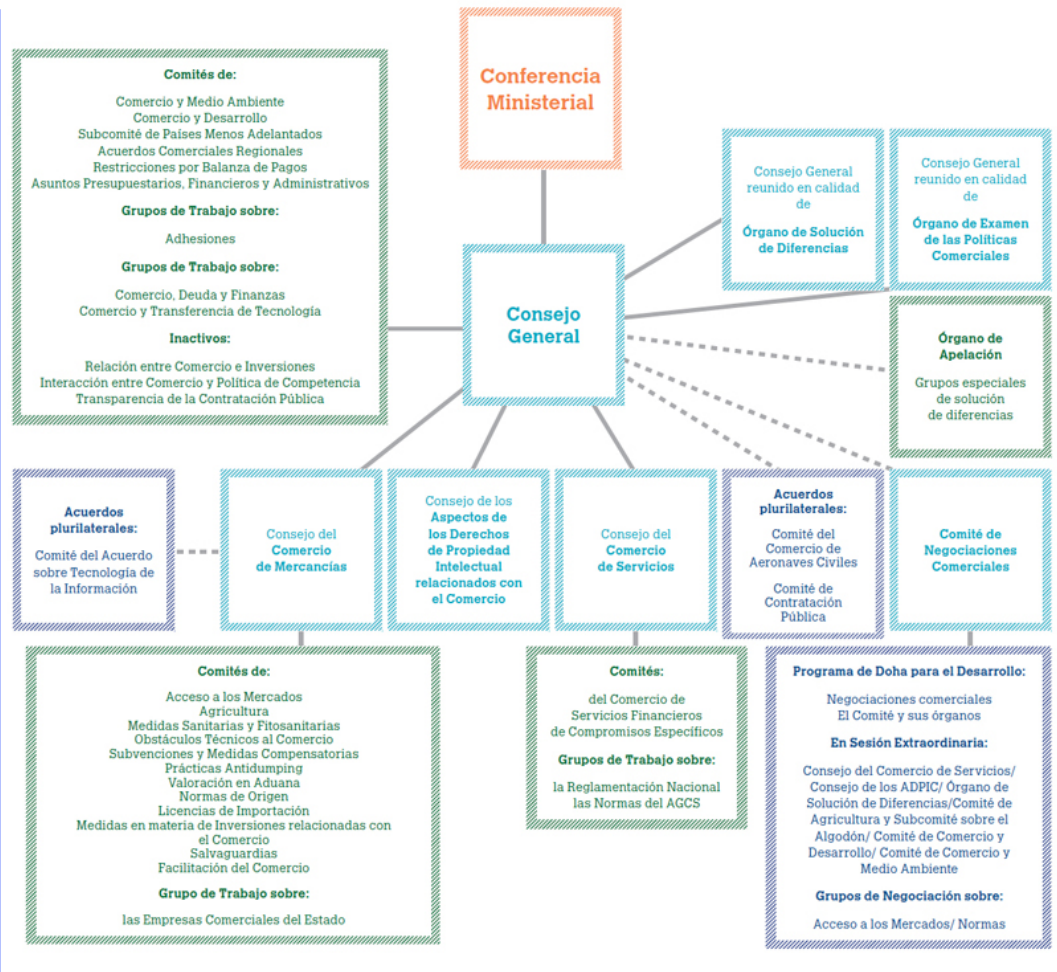 Conferencia
Ministerial
Comités de:
Comercio y Medio Ambiente
Comercio y Desarrollo
Subcomité de Países Menos Adelantados
Acuerdos Comerciales Regionales
Restricciones por Balanza de Pagos
Asuntos Presupuestarios, Financieros y Administrativos
Grupos de Trabajo sobre:
Adhesiones
Grupos de Trabajo sobre:
Comercio, Deuda y Finanzas
Comercio y Transferencia de Tecnología
Inactivos:
Relación entre Comercio e Inversiones
Interacción entre Comercio y Política de Competencia
Transparencia de la Contratación Pública
Consejo General
reunido en calidad
de
Órgano de Solución
de Diferencias
Consejo General
reunido en calidad
de
Órgano de Examen
de las Políticas
Comerciales
Consejo
General
Órgano de
Apelación
Grupos especiales
de solución
de diferencias
Acuerdos
plurilaterales:
Comité del Acuerdo
sobre Tecnología de
la Información
Consejo del
Comercio
de Mercancías
Consejo de los
Aspectos de
los Derechos
de Propiedad
Intelectual
relacionados con
el Comercio
Consejo del
Comercio
de Servicios
Acuerdos
plurilaterales:
Comité del
Comercio de
Aeronaves Civiles
Comité de
Contratación
Pública
Comité de
Negociaciones
Comerciales
Comités de:
Acceso a los Mercados
Agricultura
Medidas Sanitarias y Fitosanitarias
Obstáculos Técnicos al Comercio
Subvenciones y Medidas Compensatorias
Prácticas Antidumping
Valoración en Aduana
Normas de Origen
Licencias de Importación
Medidas en materia de Inversiones relacionadas con
el Comercio
Salvaguardias
Facilitación del Comercio
Grupo de Trabajo sobre:
las Empresas Comerciales del Estado
Comités:
del Comercio de
Servicios Financieros
de Compromisos Específicos
Grupos de Trabajo sobre:
la Reglamentación Nacional
las Normas del AGCS
Programa de Doha para el Desarrollo:
Negociaciones comerciales
El Comité y sus órganos
En Sesión Extraordinaria:
Consejo del Comercio de Servicios/
Consejo de los ADPIC/ Órgano de
Solución de Diferencias/Comité de
Agricultura y Subcomité sobre el
Algodón/ Comité de Comercio y
Desarrollo/ Comité de Comercio y
Medio Ambiente
Grupos de Negociación sobre:
Acceso a los Mercados/ Normas